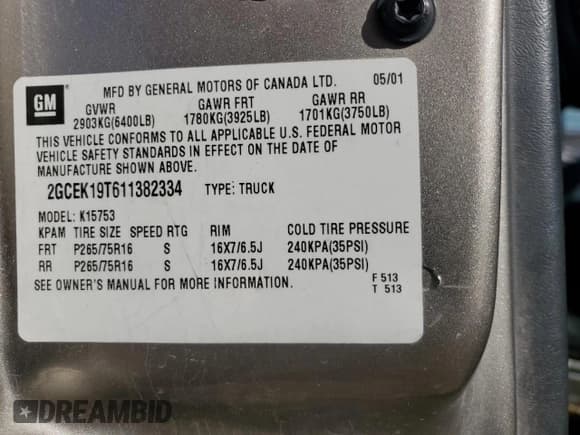 GM
MFD BY GENERAL MOTORS OF CANADA LTD. 05/01
GVWR GAWR FRT GAWR RR
2903KG(6400LB) 1780KG(3925LB) 1701KG(3750LB)
THIS VEHICLE CONFORMS TO ALL APPLICABLE U.S. FEDERAL MOTOR
VEHICLE SAFETY STANDARDS IN EFFECT ON THE DATE OF
MANUFACTURE SHOWN ABOVE.
2GCEK19T611382334 TYPE: TRUCK
MODEL: K15753
KPAM TIRE SIZE SPEED RTG RIM COLD TIRE PRESSURE
FRT P265/75R16 S 16X7/6.5J 240KPA(35PSI)
RR P265/75R16 S 16X7/6.5J 240KPA(35PSI)
SEE OWNER'S MANUAL FOR MORE INFORMATION. F 513
T 513
DREAMBID